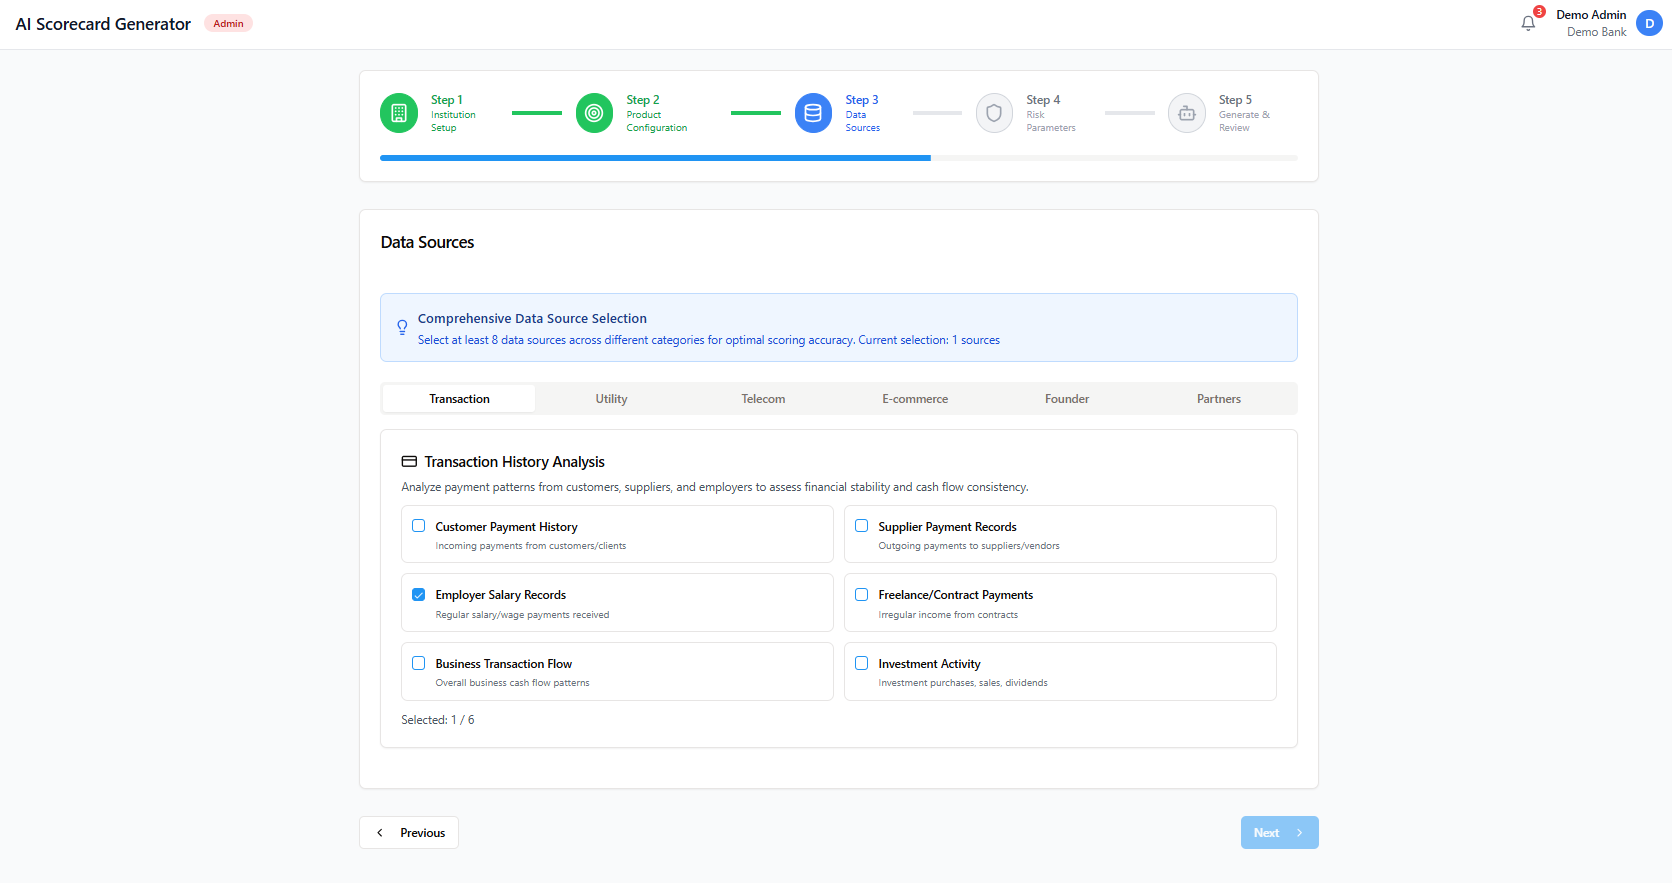 AI Scorecard Generator
Admin
3
Demo Admin
Demo Bank
D
Step 1
Institution
Setup
Step 2
Product
Configuration
Step 3
Data
Sources
Step 4
Risk
Parameters
Step 5
Generate &
Review
Data Sources
Comprehensive Data Source Selection
Select at least 8 data sources across different categories for optimal scoring accuracy. Current selection: 1 sources
Transaction
Utility
Telecom
E-commerce
Founder
Partners
Transaction History Analysis
Analyze payment patterns from customers, suppliers, and employers to assess financial stability and cash flow consistency.
Customer Payment History
Incoming payments from customers/clients
Supplier Payment Records
Outgoing payments to suppliers/vendors
Employer Salary Records
Regular salary/wage payments received
Freelance/Contract Payments
Irregular income from contracts
Business Transaction Flow
Overall business cash flow patterns
Investment Activity
Investment purchases, sales, dividends
Selected: 1 / 6
Previous
Next